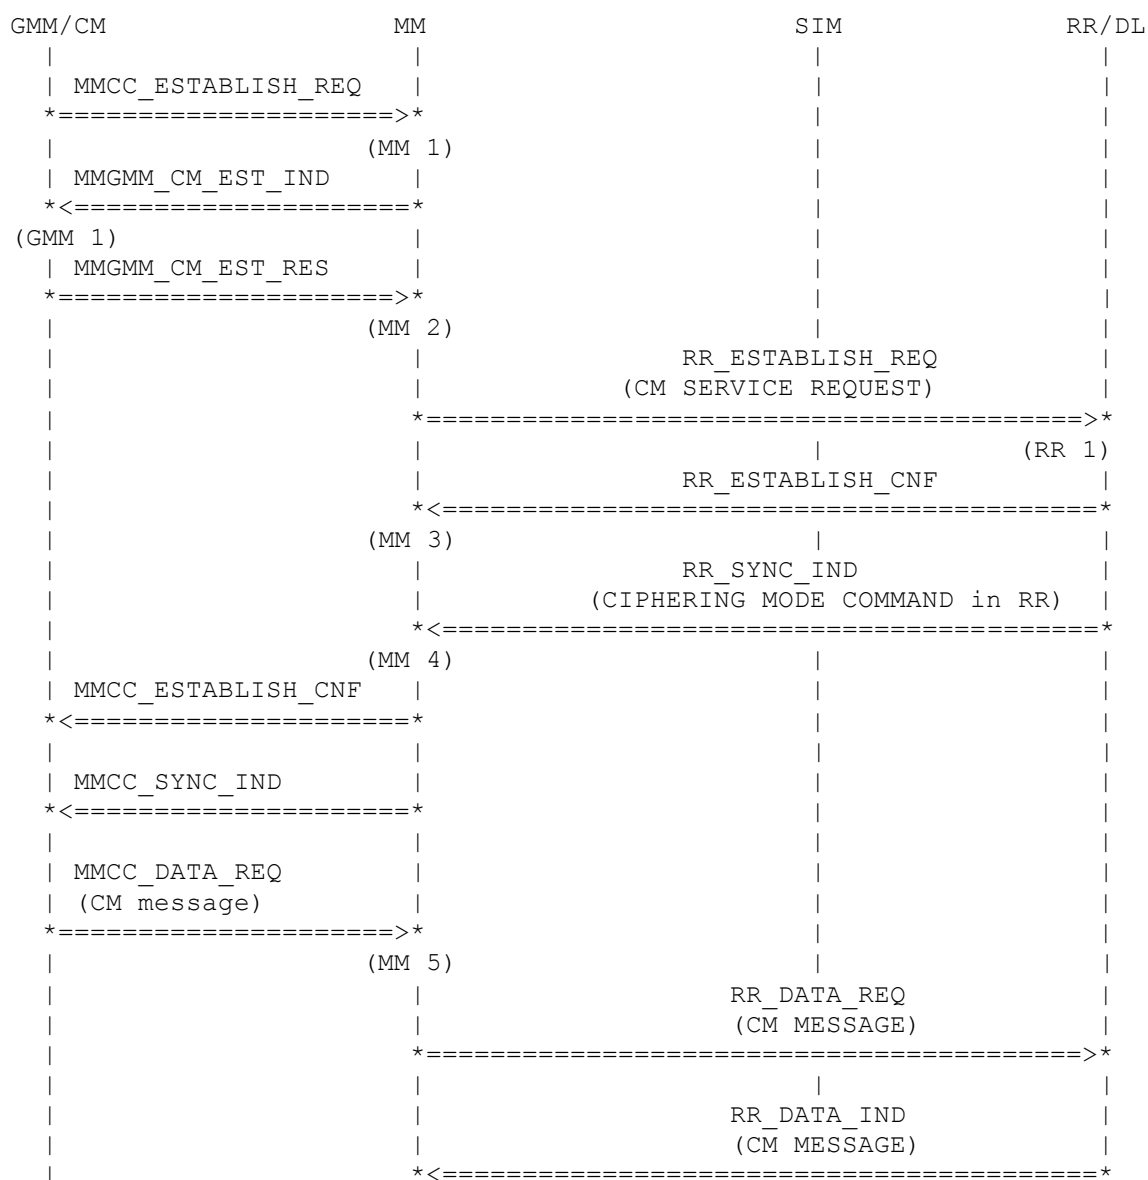 GMM/CM MM SIM RR/DL
| | | |
| MMCC_ESTABLISH_REQ | | |
*=====================>* | |
| (MM 1) | |
| MMGMM_CM_EST_IND | | |
*<=====================* | |
(GMM 1) | | |
| MMGMM_CM_EST_RES | | |
*=====================>* | |
| (MM 2) | |
| | RR_ESTABLISH_REQ |
| | (CM SERVICE REQUEST) |
| *=========================================>*
| | | (RR 1)
| | RR_ESTABLISH_CNF |
| *<=========================================*
| (MM 3) | |
| | RR_SYNC_IND |
| | (CIPHERING MODE COMMAND in RR) |
| *<=========================================*
| (MM 4) | |
| MMCC_ESTABLISH_CNF | | |
*<=====================* | |
| | | |
| MMCC_SYNC_IND | | |
*<=====================* | |
| | | |
| MMCC_DATA_REQ | | |
| (CM message) | | |
*=====================>* | |
| (MM 5) | |
| | RR_DATA_REQ |
| | (CM MESSAGE) |
| *=========================================>*
| | | |
| | RR_DATA_IND |
| | (CM MESSAGE) |
| *<=========================================*